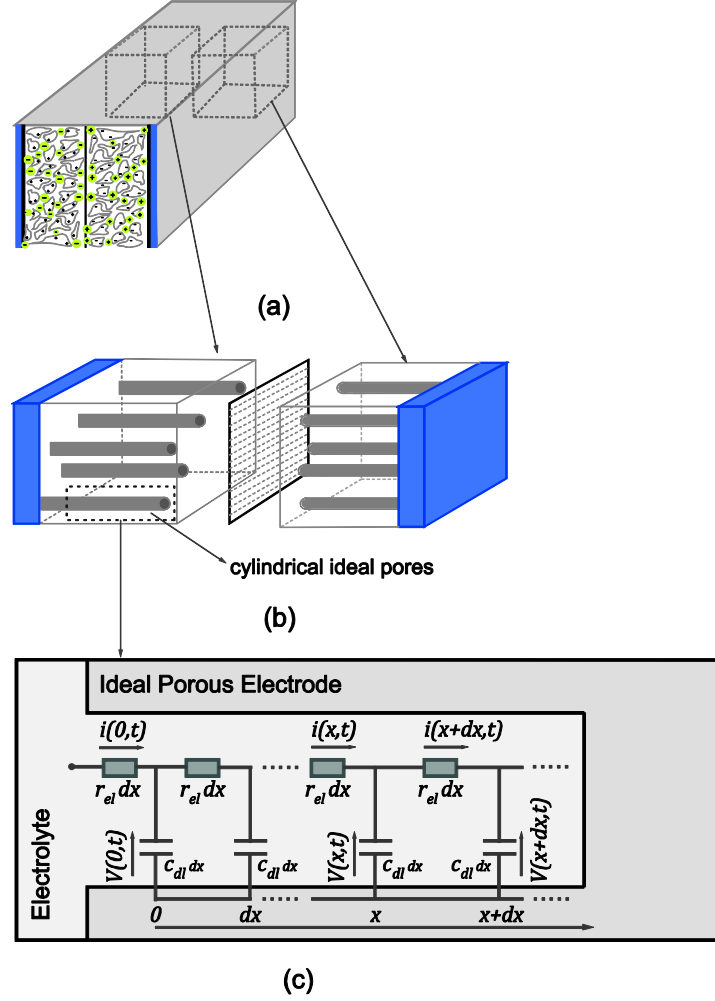 (a)
cylindrical ideal pores
(b)
Ideal Porous Electrode
i(0,t) i(x,t) i(x+dx,t)
r_el dx r_el dx r_el dx r_el dx
V(0,t) V(x,t) V(x+dx,t)
C_dl dx C_dl dx C_dl dx C_dl dx
Electrolyte
0 dx x x+dx
(c)